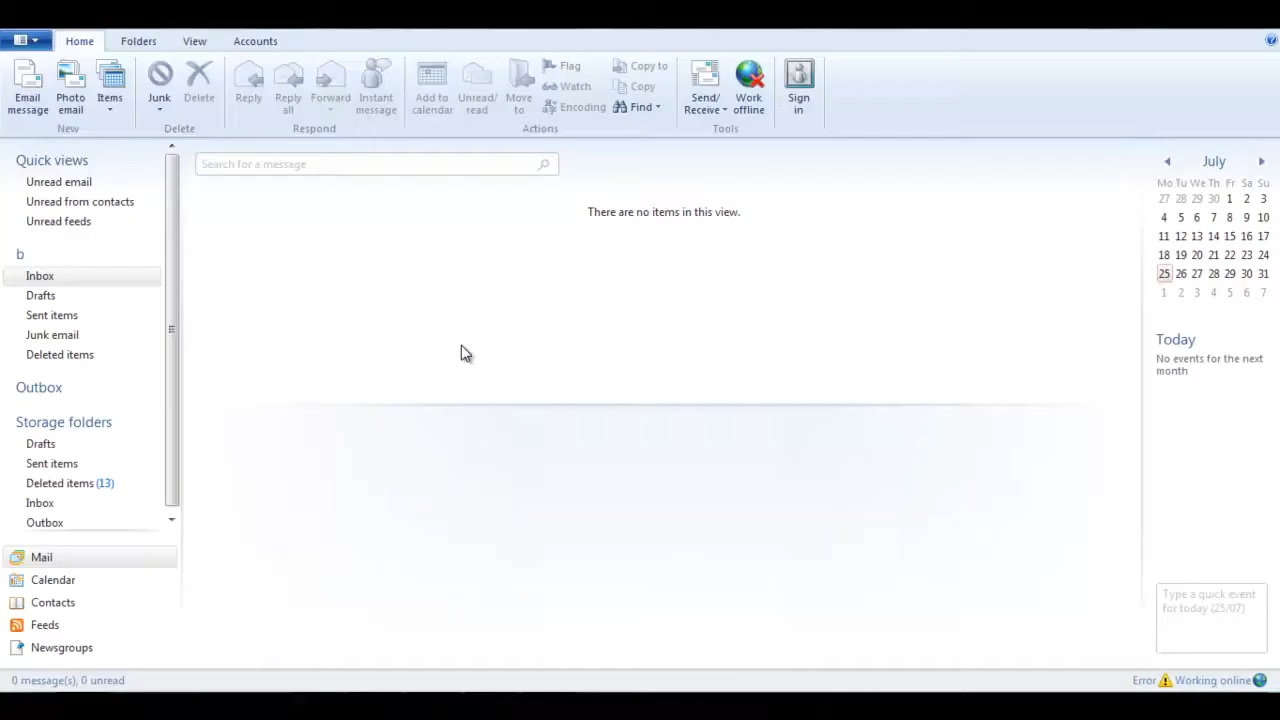 Home Folders View Accounts
Email message
Photo email
Items
New
Junk
Delete
Delete
Reply
Reply all
Forward
Instant message
Respond
Add to calendar
Unread/ read
Move to
Flag
Watch
Encoding
Copy to
Copy
Find
Actions
Send/ Receive
Work offline
Tools
Sign in
Quick views
Unread email
Unread from contacts
Unread feeds
b
Inbox
Drafts
Sent items
Junk email
Deleted items
Outbox
Storage folders
Drafts
Sent items
Deleted items (13)
Inbox
Outbox
Mail
Calendar
Contacts
Feeds
Newsgroups
Search for a message
There are no items in this view.
July
Mo Tu We Th Fr Sa Su
27 28 29 30 1 2 3
4 5 6 7 8 9 10
11 12 13 14 15 16 17
18 19 20 21 22 23 24
25 26 27 28 29 30 31
1 2 3 4 5 6 7
Today
No events for the next
month
Type a quick event
for today (25/07)
0 message(s), 0 unread
Error Working online